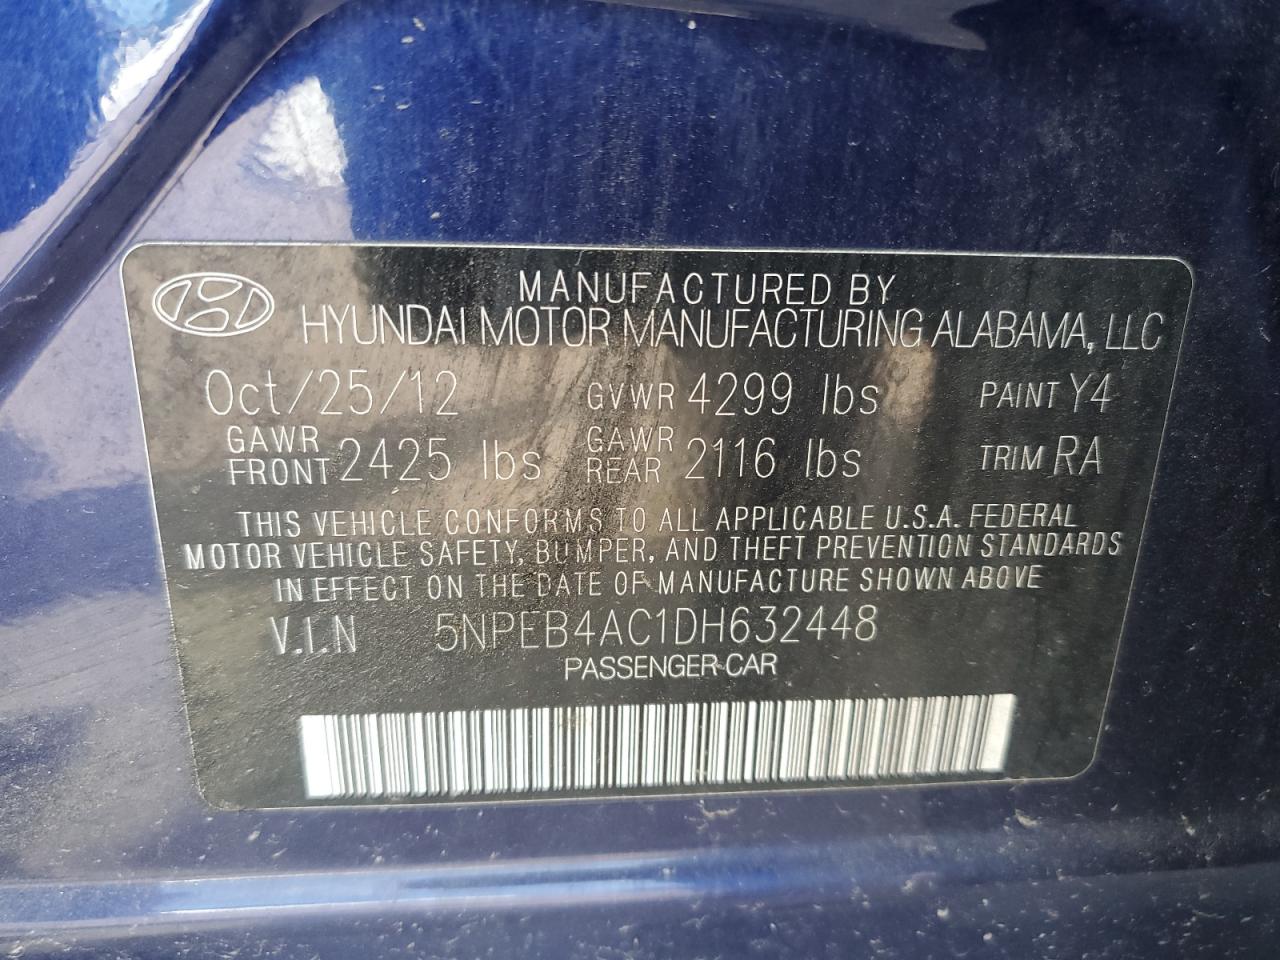 MANUFACTURED BY
HYUNDAI MOTOR MANUFACTURING ALABAMA, LLC
Oct/25/12 GVWR 4299 lbs PAINT Y4
GAWR FRONT 2425 lbs GAWR REAR 2116 lbs TRIM RA
THIS VEHICLE CONFORMS TO ALL APPLICABLE U.S.A. FEDERAL
MOTOR VEHICLE SAFETY, BUMPER, AND THEFT PREVENTION STANDARDS
IN EFFECT ON THE DATE OF MANUFACTURE SHOWN ABOVE
V.I.N 5NPEB4AC1DH632448
PASSENGER CAR